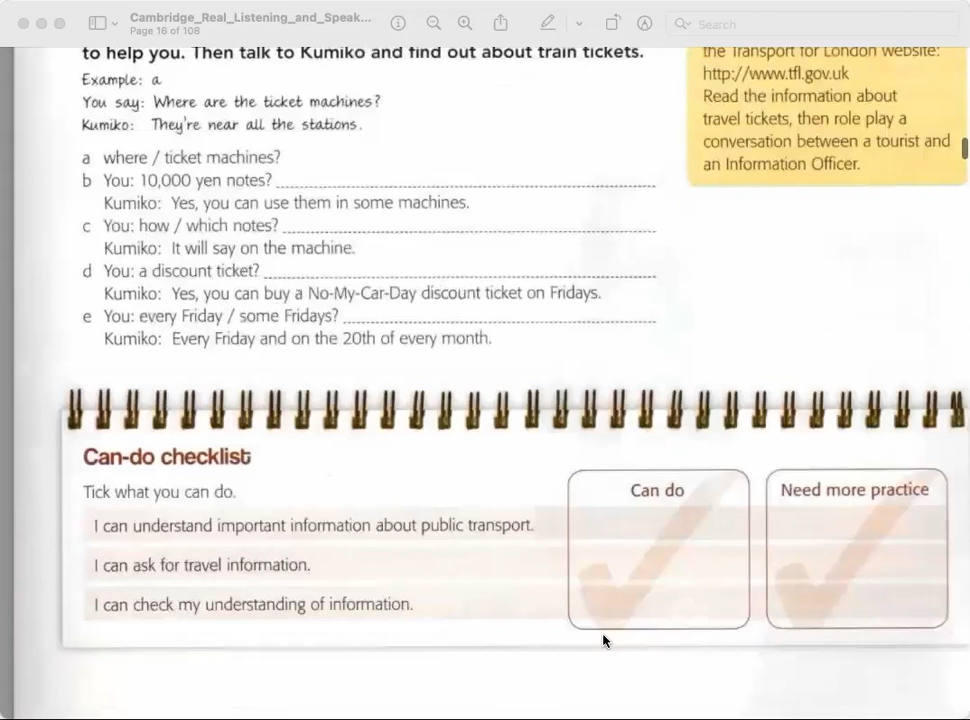 Cambridge_Real_Listening_and_Speak...
Page 16 of 108
Search
to help you. Then talk to Kumiko and find out about train tickets.
Example: a
You say: Where are the ticket machines?
Kumiko: They're near all the stations.
a where / ticket machines?
b You: 10,000 yen notes?
Kumiko: Yes, you can use them in some machines.
c You: how / which notes?
Kumiko: It will say on the machine.
d You: a discount ticket?
Kumiko: Yes, you can buy a No-My-Car-Day discount ticket on Fridays.
e You: every Friday / some Fridays?
Kumiko: Every Friday and on the 20th of every month.
the Transport for London website:
http://www.tfl.gov.uk
Read the information about
travel tickets, then role play a
conversation between a tourist and
an Information Officer.
Can-do checklist
Tick what you can do.
Can do
Need more practice
I can understand important information about public transport.
I can ask for travel information.
I can check my understanding of information.